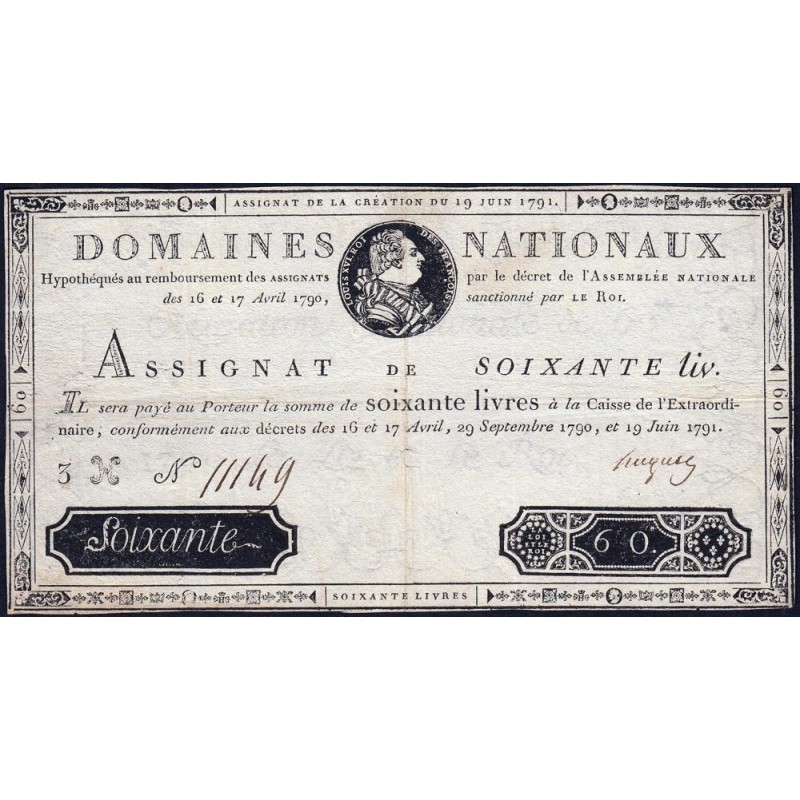 ASSIGNAT DE LA CRÉATION DU 19 JUIN 1791.
DOMAINES NATIONAUX
LOUIS XVI. ROI DES FRANÇOIS
Hypothéqués au remboursement des ASSIGNATS par le décret de l'ASSEMBLÉE NATIONALE
des 16 et 17 Avril 1790, sanctionné par LE ROI.
ASSIGNAT DE SOIXANTE liv.
IL sera payé au Porteur la somme de soixante livres à la Caisse de l'Extraordi-
naire, conformément aux décrets des 16 et 17 Avril, 29 Septembre 1790, et 19 Juin 1791.
60
60
3 H N 11149
Soixante
LA LOI ET LE ROI
60.
SOIXANTE LIVRES